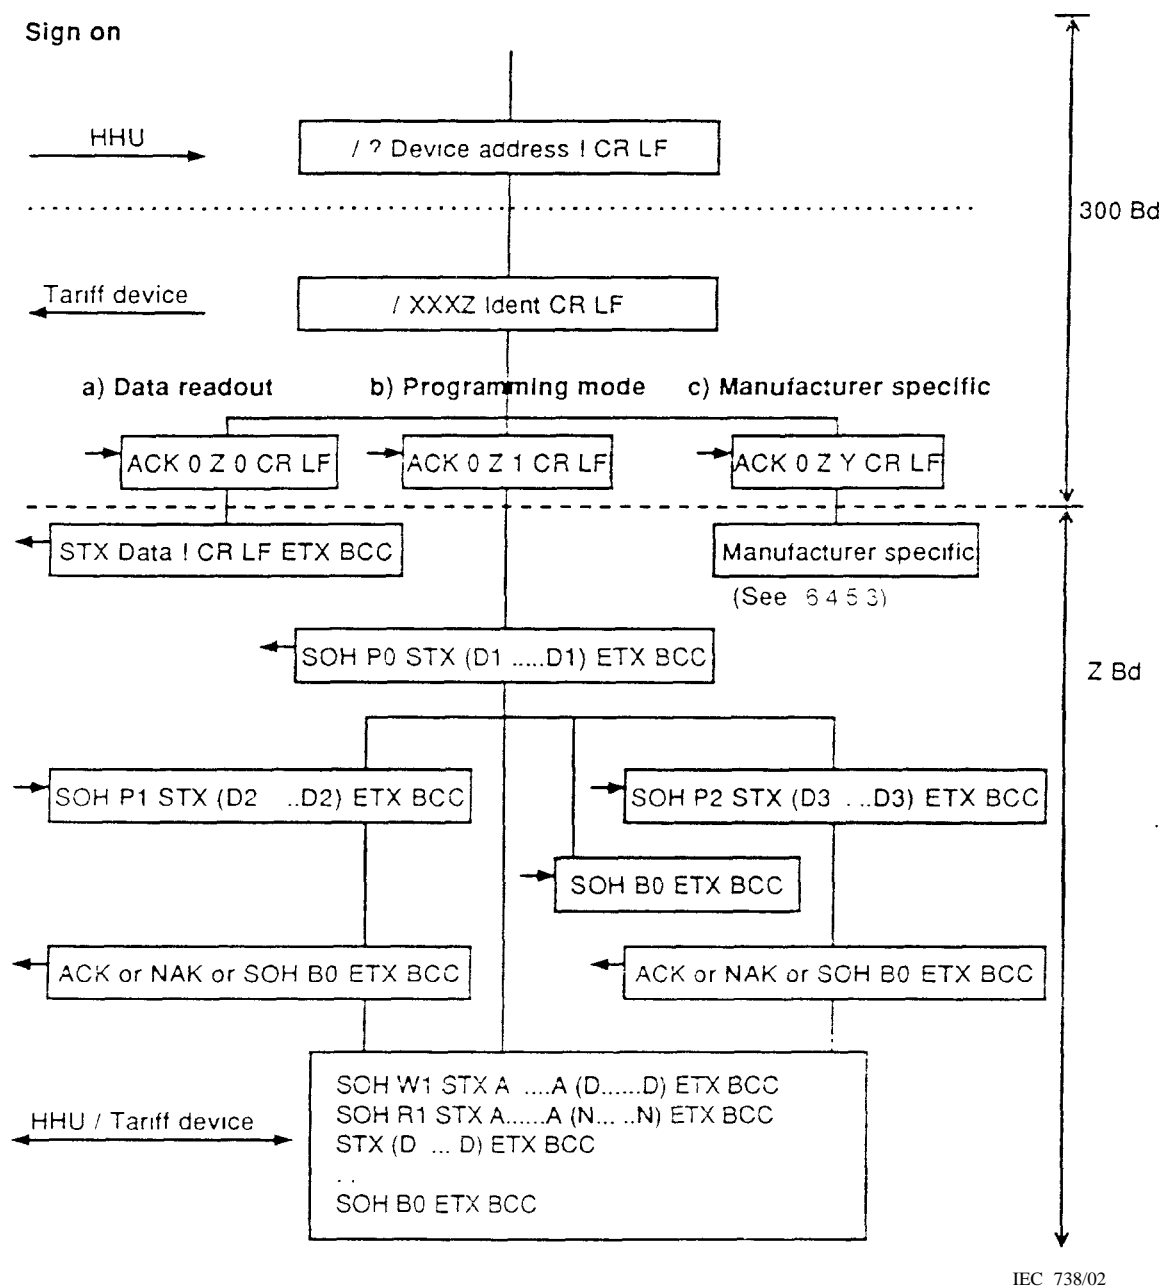 Sign on
HHU
/ ? Device address ! CR LF
300 Bd
Tariff device
/ XXXZ Ident CR LF
a) Data readout
b) Programming mode
c) Manufacturer specific
ACK 0 Z 0 CR LF
ACK 0 Z 1 CR LF
ACK 0 Z Y CR LF
STX Data ! CR LF ETX BCC
Manufacturer specific
(See 6 4 5 3)
SOH P0 STX (D1 .....D1) ETX BCC
Z Bd
SOH P1 STX (D2 ..D2) ETX BCC
SOH P2 STX (D3 ...D3) ETX BCC
SOH B0 ETX BCC
ACK or NAK or SOH B0 ETX BCC
ACK or NAK or SOH B0 ETX BCC
SOH W1 STX A ....A (D......D) ETX BCC
SOH R1 STX A......A (N... ..N) ETX BCC
HHU / Tariff device
STX (D ... D) ETX BCC
. .
SOH B0 ETX BCC
IEC 738/02